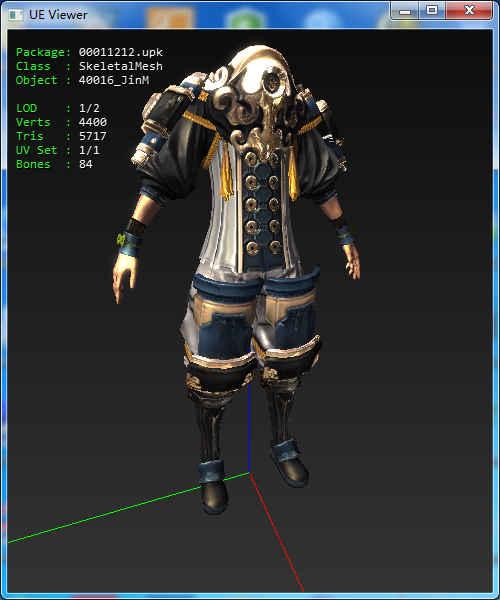 UE Viewer
Package: 00011212.upk
Class : SkeletalMesh
Object : 40016_JinM
LOD : 1/2
Verts : 4400
Tris : 5717
UV Set : 1/1
Bones : 84